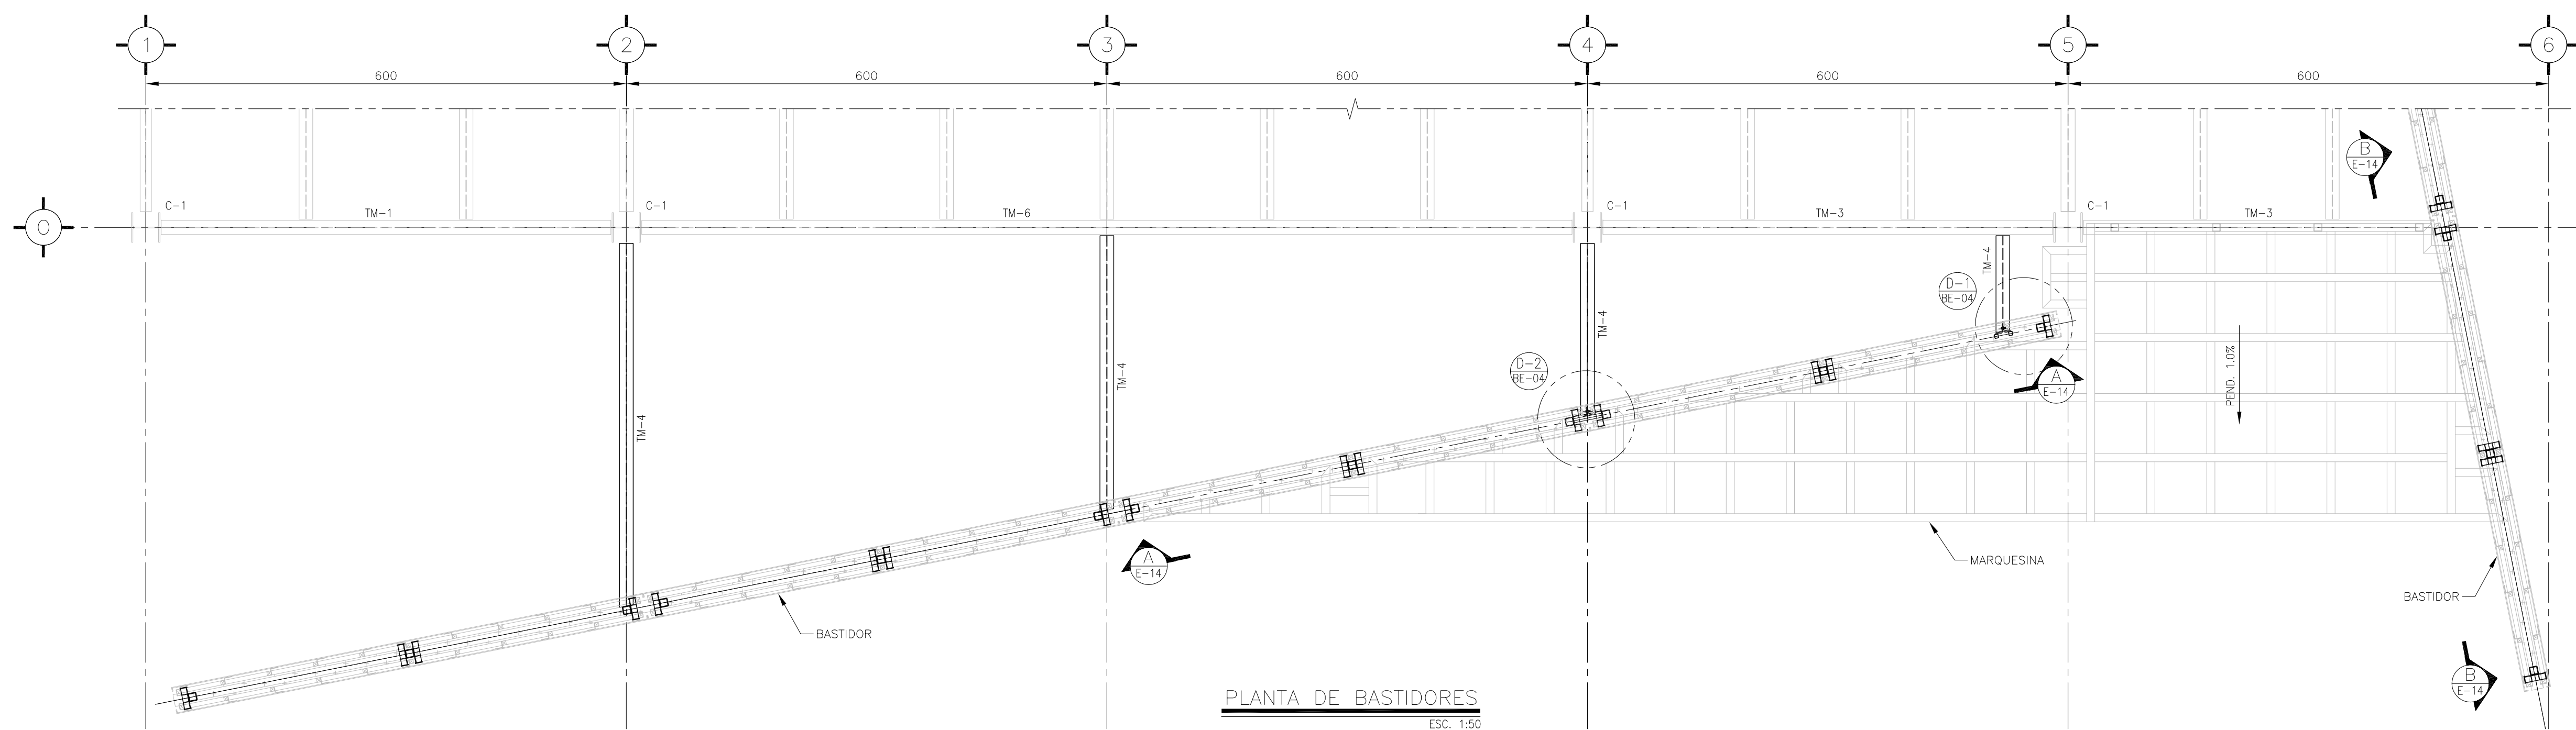 1
2
3
4
5
6
600
600
600
600
600
B
E-14
C-1
TM-1
C-1
TM-6
C-1
TM-3
C-1
TM-3
0
TM-4
D-1
BE-04
TM-4
D-2
BE-04
TM-4
PEND. 1.0%
A
E-14
TM-4
A
E-14
MARQUESINA
BASTIDOR
BASTIDOR
B
E-14
PLANTA DE BASTIDORES
ESC. 1:50